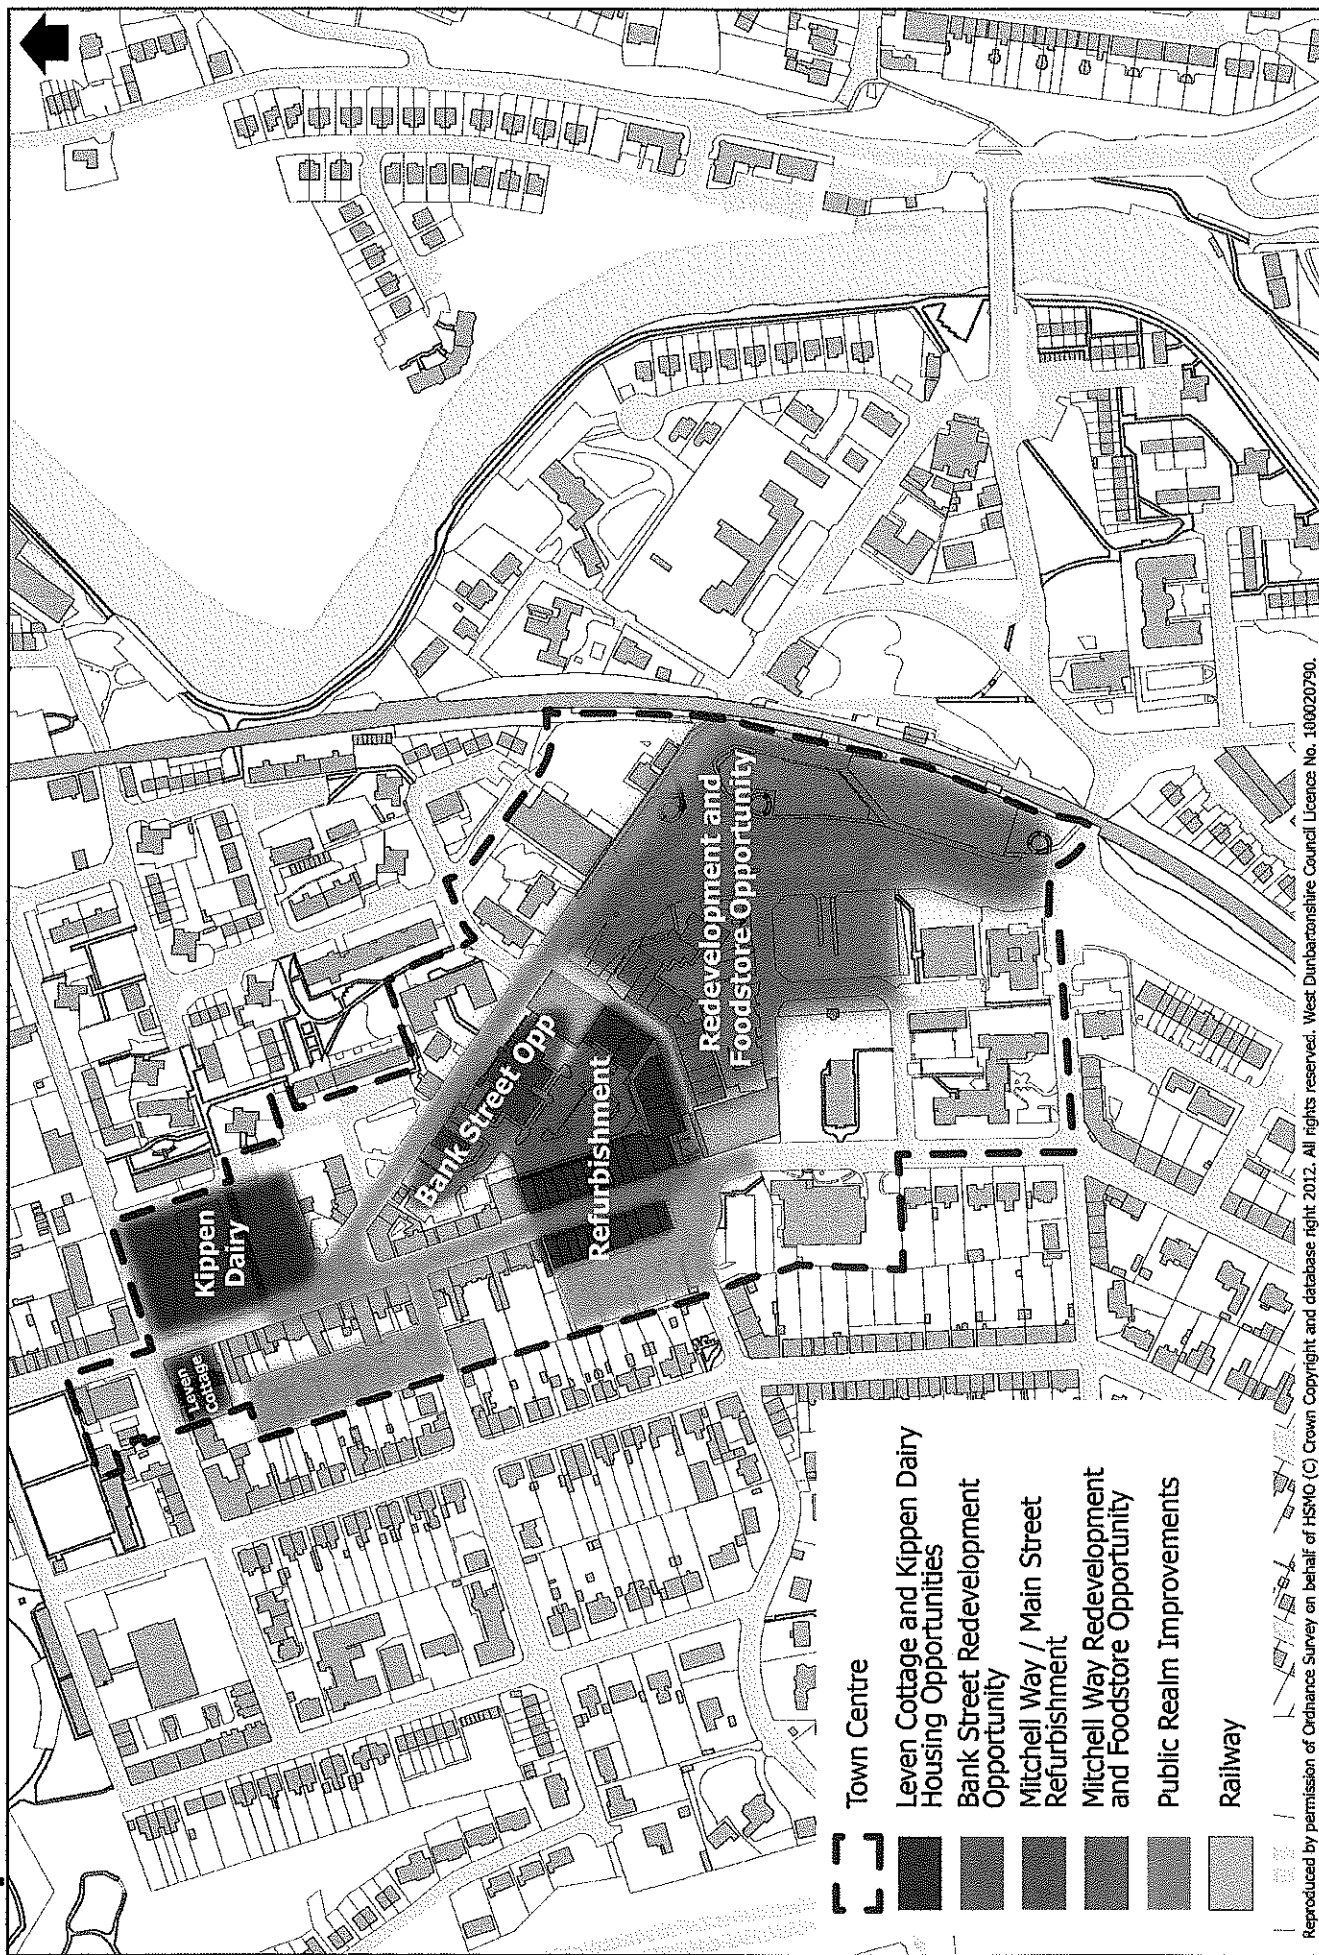 Kippen
Dairy
Leven
Cottage
Bank Street Opp
Refurbishment
Redevelopment and
Foodstore Opportunity
Town Centre
Leven Cottage and Kippen Dairy
Housing Opportunities
Bank Street Redevelopment
Opportunity
Mitchell Way / Main Street
Refurbishment
Mitchell Way Redevelopment
and Foodstore Opportunity
Public Realm Improvements
Railway
Reproduced by permission of Ordnance Survey on behalf of HSMO (C) Crown Copyright and database right 2012. All rights reserved. West Dunbartonshire Council Licence No. 100020790.